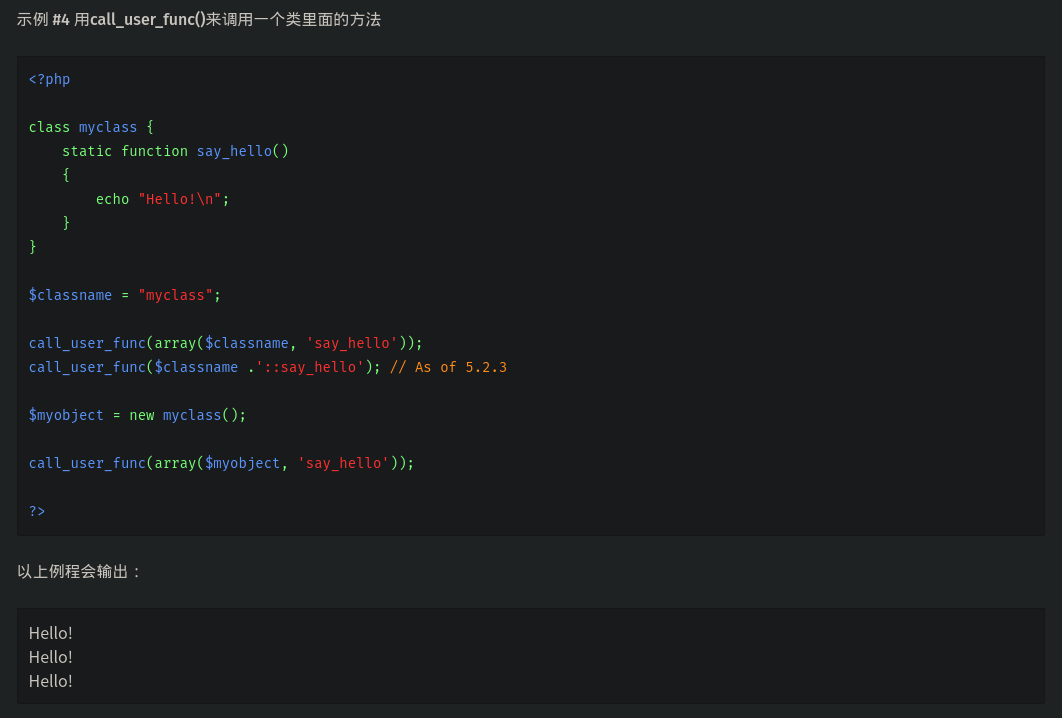 示例 #4 用call_user_func()来调用一个类里面的方法
<?php
class myclass {
    static function say_hello()
    {
        echo "Hello!\n";
    }
}
$classname = "myclass";
call_user_func(array($classname, 'say_hello'));
call_user_func($classname .'::say_hello'); // As of 5.2.3
$myobject = new myclass();
call_user_func(array($myobject, 'say_hello'));
?>
以上例程会输出：
Hello!
Hello!
Hello!